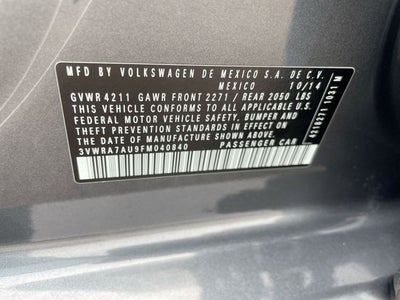 MFD BY VOLKSWAGEN DE MEXICO S.A. DE C.V.
MEXICO 10/14
GVWR 4211 GAWR FRONT 2271 / REAR 2050 LBS
THIS VEHICLE CONFORMS TO ALL APPLICABLE U.S.
FEDERAL MOTOR VEHICLE SAFETY, BUMPER AND
THEFT PREVENTION STANDARDS IN EFFECT ON
THE DATE OF MANUFACTURE SHOWN ABOVE.
3VWRA7AU9FM040840 PASSENGER CAR
4218271 1031 M